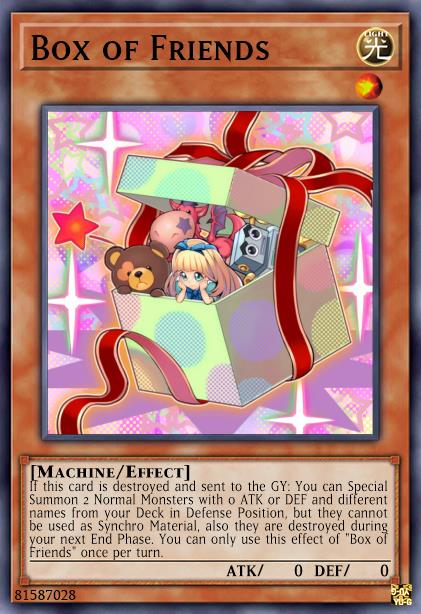 Box of Friends
LIGHT
光
[Machine/Effect]
If this card is destroyed and sent to the GY: You can Special
Summon 2 Normal Monsters with 0 ATK or DEF and different
names from your Deck in Defense Position, but they cannot
be used as Synchro Material, also they are destroyed during
your next End Phase. You can only use this effect of "Box of
Friends" once per turn.
ATK/ 0 DEF/ 0
81587028